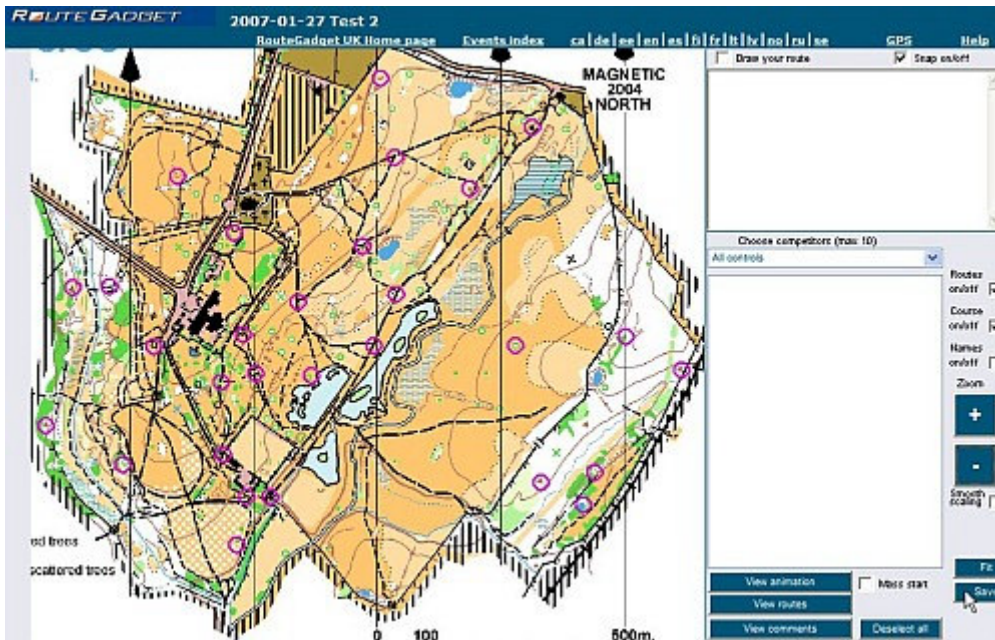 ROUTEGADGET
2007-01-27 Test 2
RouteGadget UK Home page Events index ca|de|ee|en|es|fi|fr|lt|lv|no|ru|se GPS Help
Draw your route Snap on/off
MAGNETIC
2004
NORTH
Choose competitors (max 10)
All controls
Routes
on/off
Course
on/off
Names
on/off
Zoom
+
-
Smooth
scaling
ed trees
scattered trees
Fit
View animation Mass start Save
View routes
View comments Deselect all
0 100 500m.